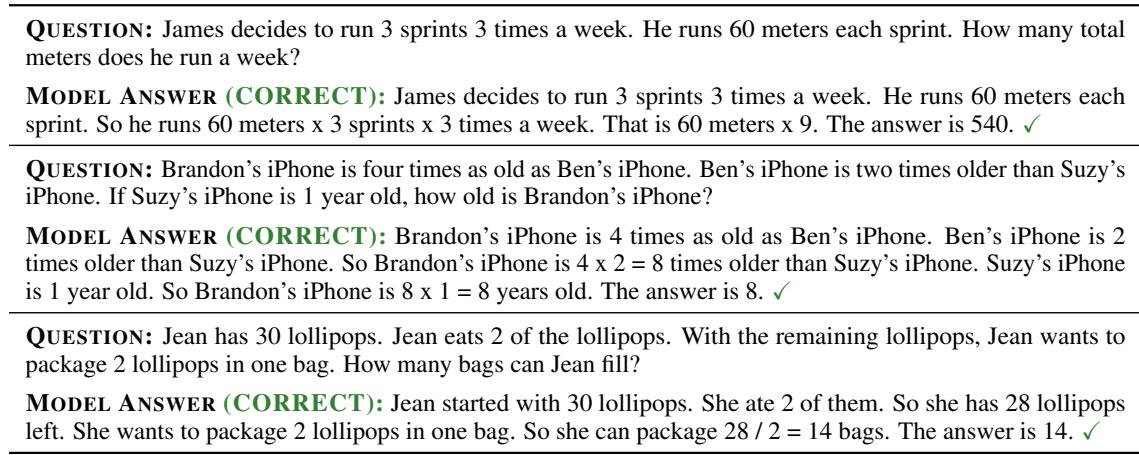 QUESTION: James decides to run 3 sprints 3 times a week. He runs 60 meters each sprint. How many total
meters does he run a week?
MODEL ANSWER (CORRECT): James decides to run 3 sprints 3 times a week. He runs 60 meters each
sprint. So he runs 60 meters x 3 sprints x 3 times a week. That is 60 meters x 9. The answer is 540. ✓
QUESTION: Brandon's iPhone is four times as old as Ben's iPhone. Ben's iPhone is two times older than Suzy's
iPhone. If Suzy's iPhone is 1 year old, how old is Brandon's iPhone?
MODEL ANSWER (CORRECT): Brandon's iPhone is 4 times as old as Ben's iPhone. Ben's iPhone is 2
times older than Suzy's iPhone. So Brandon's iPhone is 4 x 2 = 8 times older than Suzy's iPhone. Suzy's iPhone
is 1 year old. So Brandon's iPhone is 8 x 1 = 8 years old. The answer is 8. ✓
QUESTION: Jean has 30 lollipops. Jean eats 2 of the lollipops. With the remaining lollipops, Jean wants to
package 2 lollipops in one bag. How many bags can Jean fill?
MODEL ANSWER (CORRECT): Jean started with 30 lollipops. She ate 2 of them. So she has 28 lollipops
left. She wants to package 2 lollipops in one bag. So she can package 28 / 2 = 14 bags. The answer is 14. ✓